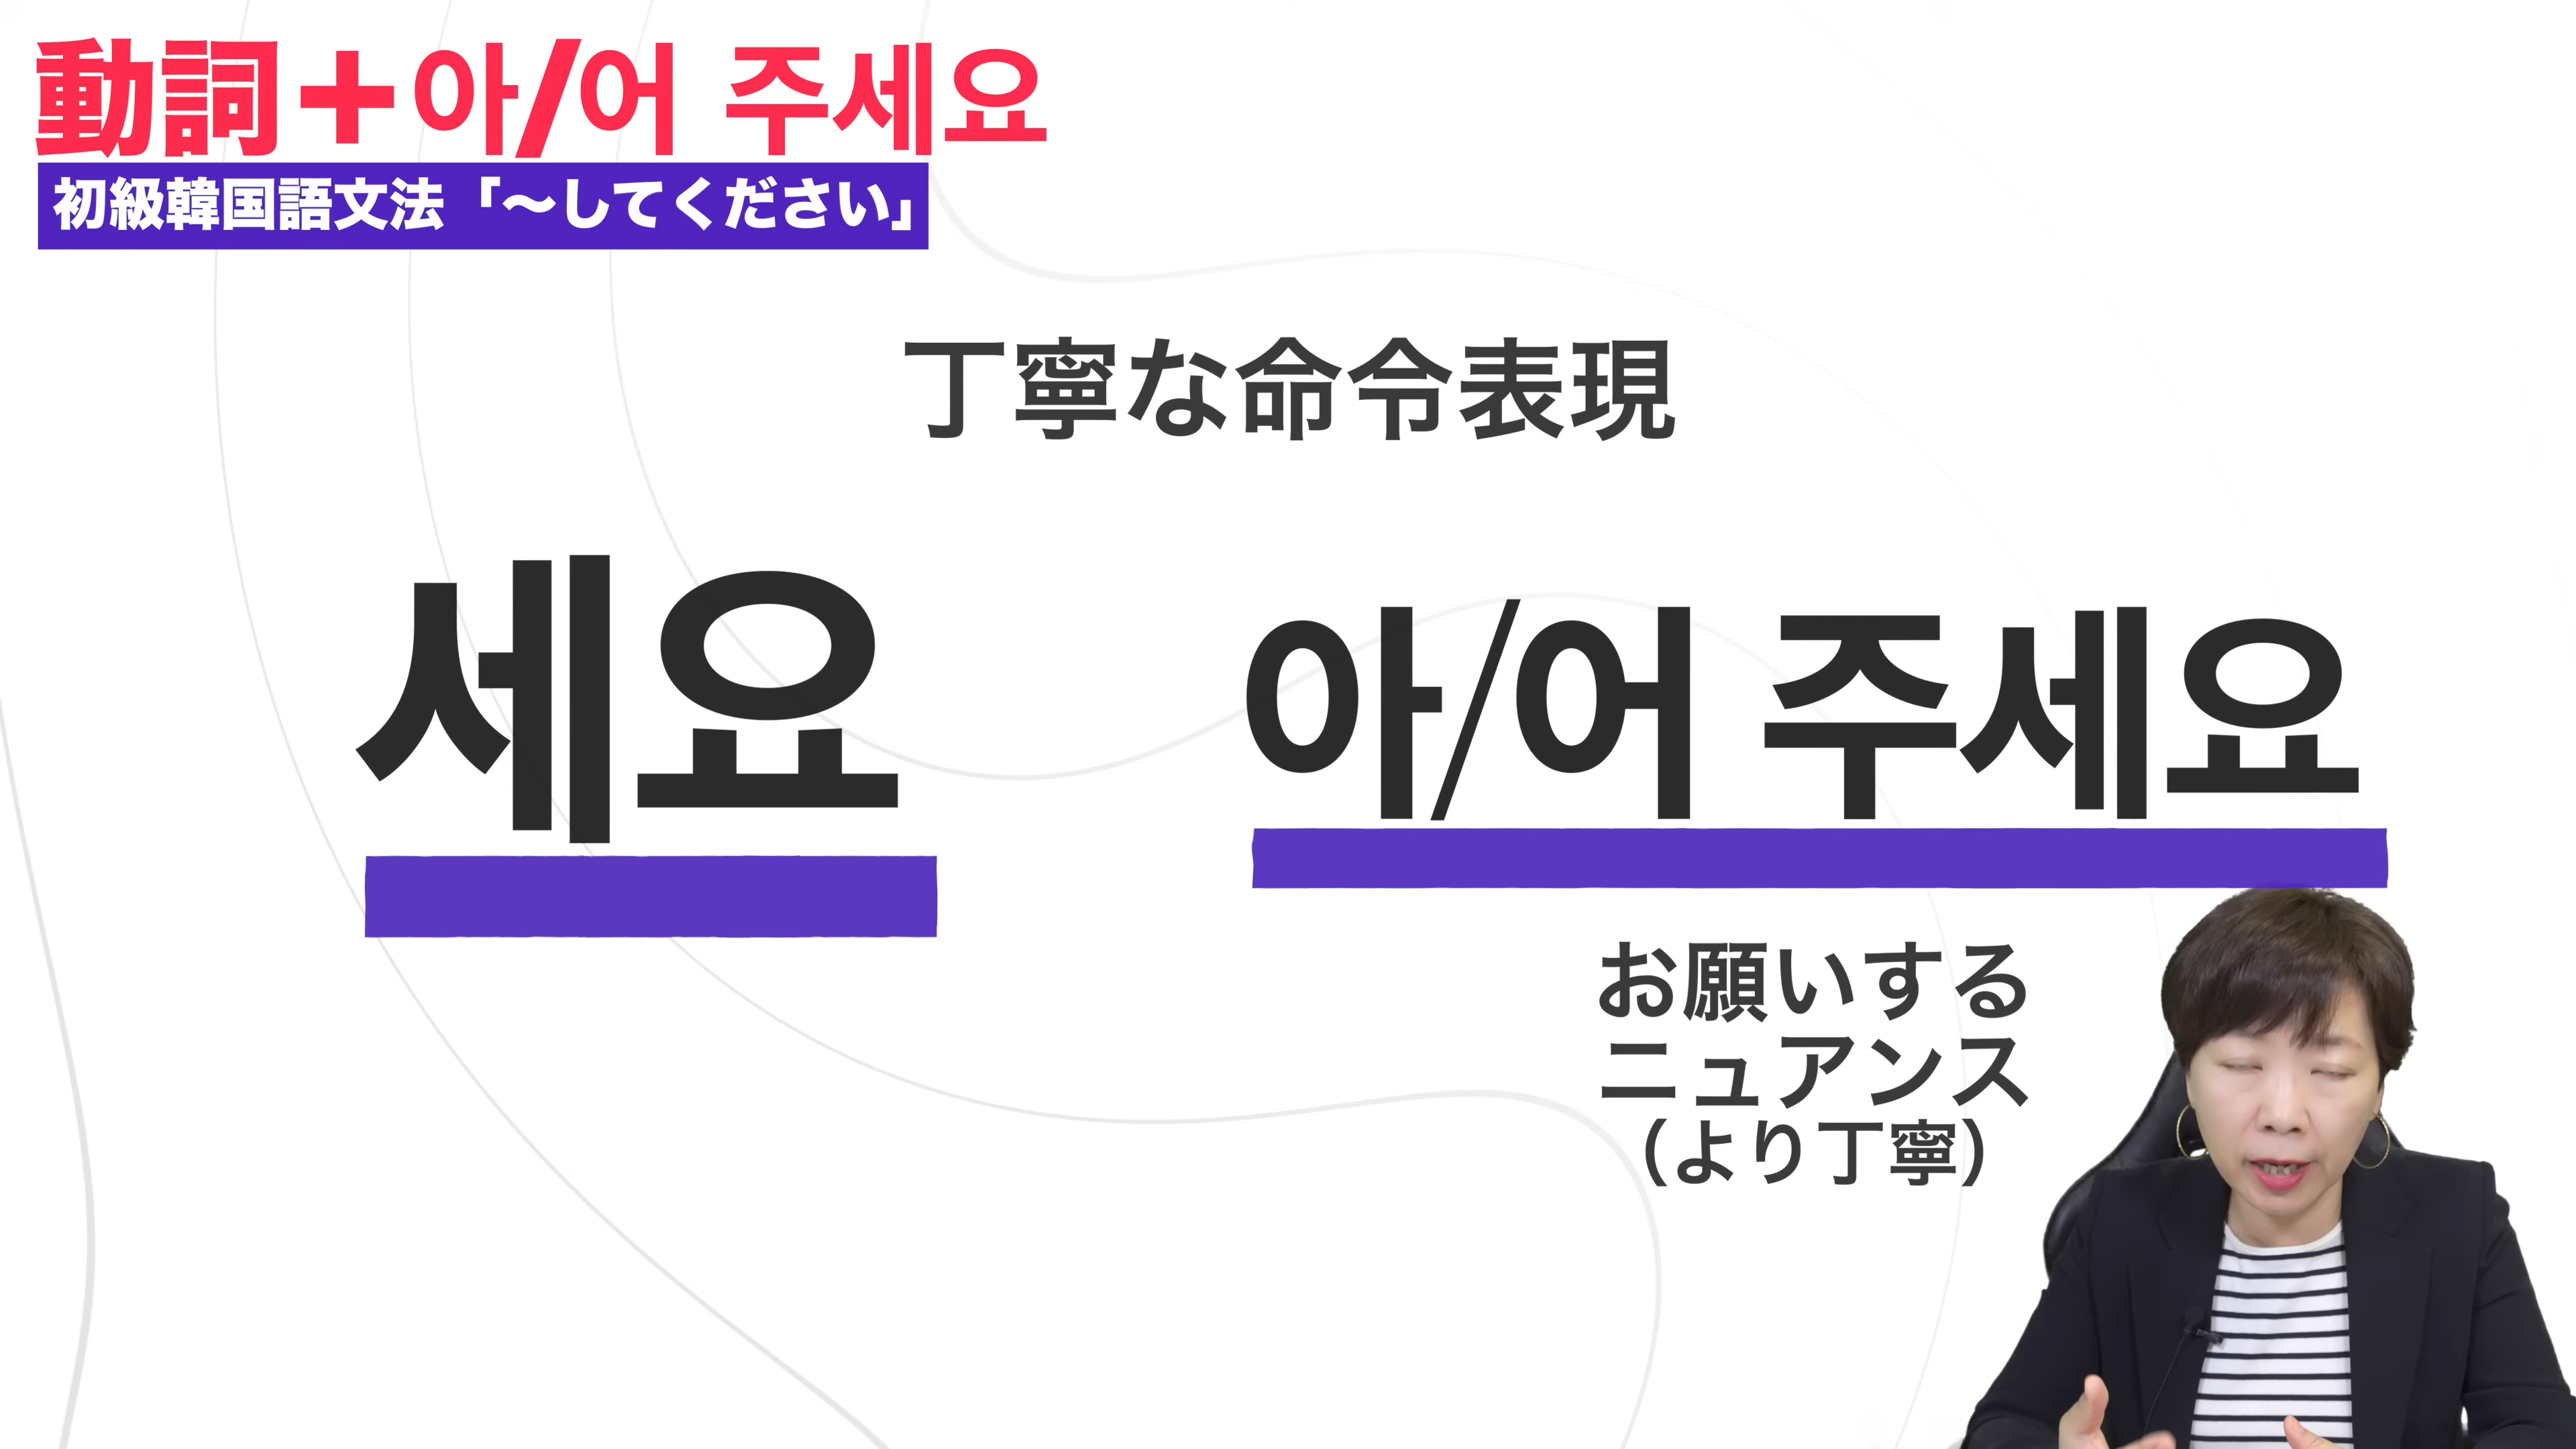 動詞+아/어 주세요
初級韓国語文法「〜してください」
丁寧な命令表現
세요
아/어 주세요
お願いする
ニュアンス
（より丁寧）